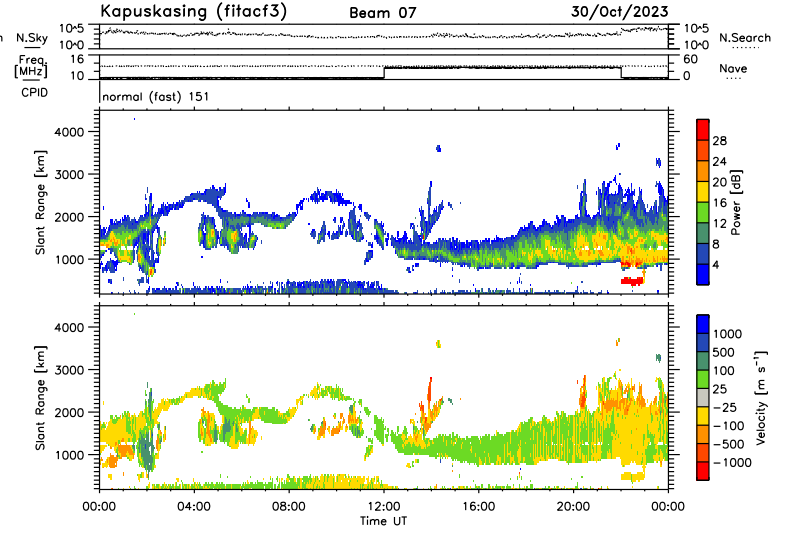 Kapuskasing (fitacf3) Beam 07 30/Oct/2023
N.Sky 10^5 10^0 10^5 10^0 N.Search
Freq. [MHz] 16 10 60 0 Nave
CPID normal (fast) 151
Slant Range [km]
4000
3000
2000
1000
28
24
20
16
12
8
4
Power [dB]
Slant Range [km]
4000
3000
2000
1000
1000
500
100
25
−25
−100
−500
−1000
Velocity [m s⁻¹]
00:00 04:00 08:00 12:00 16:00 20:00 00:00
Time UT